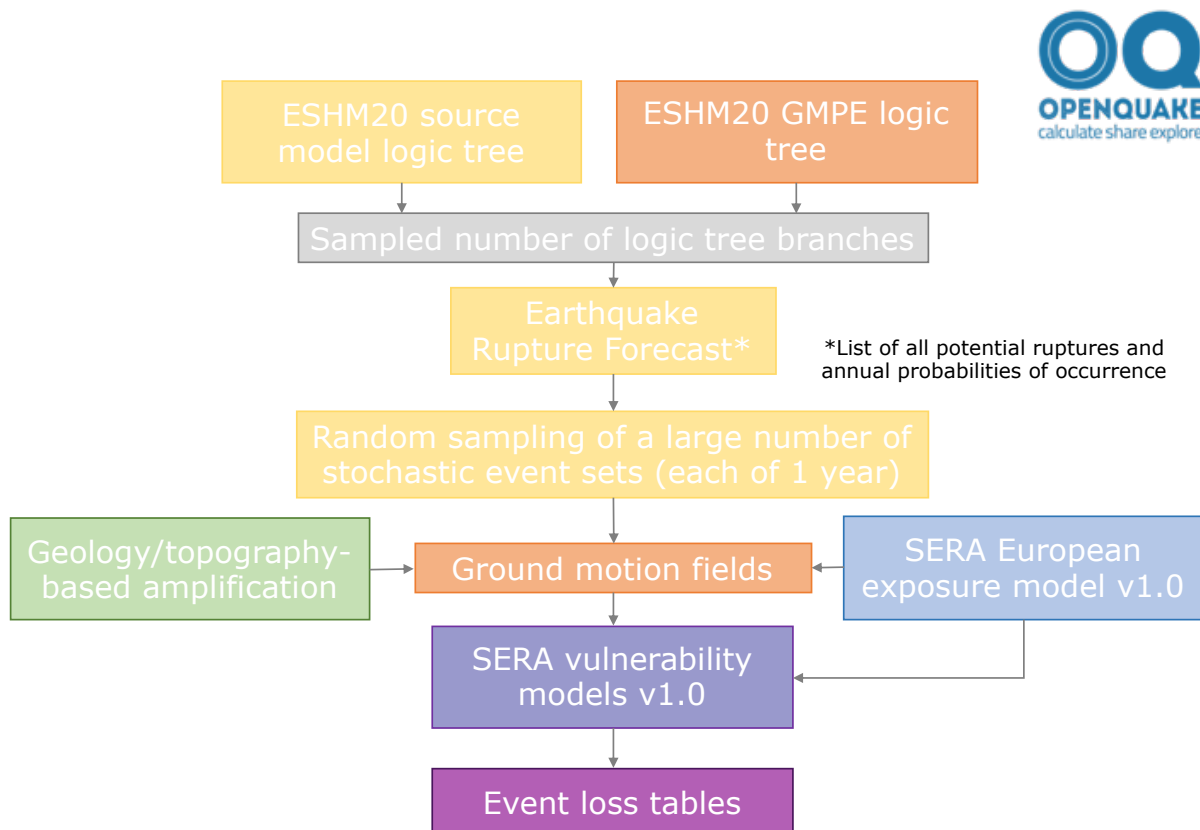 OQ
OPENQUAKE
calculate share explore
ESHM20 source
model logic tree
ESHM20 GMPE logic
tree
Sampled number of logic tree branches
Earthquake
Rupture Forecast*
*List of all potential ruptures and
annual probabilities of occurrence
Random sampling of a large number of
stochastic event sets (each of 1 year)
Geology/topography-
based amplification
Ground motion fields
SERA European
exposure model v1.0
SERA vulnerability
models v1.0
Event loss tables